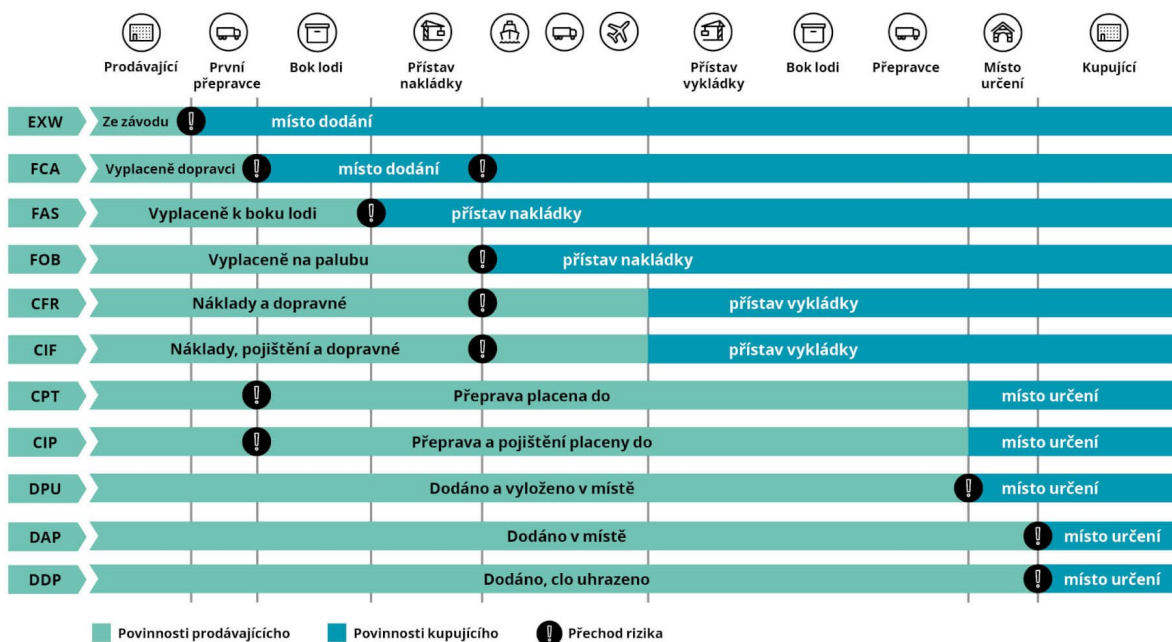 Prodávající
První přepravce
Bok lodi
Přístav nakládky
Přístav vykládky
Bok lodi
Přepravce
Místo určení
Kupující
EXW Ze závodu místo dodání
FCA Vyplaceně dopravci místo dodání
FAS Vyplaceně k boku lodi přístav nakládky
FOB Vyplaceně na palubu přístav nakládky
CFR Náklady a dopravné přístav vykládky
CIF Náklady, pojištění a dopravné přístav vykládky
CPT Přeprava placena do místo určení
CIP Přeprava a pojištění placeny do místo určení
DPU Dodáno a vyloženo v místě místo určení
DAP Dodáno v místě místo určení
DDP Dodáno, clo uhrazeno místo určení
Povinnosti prodávajícícho Povinnosti kupujícího Přechod rizika